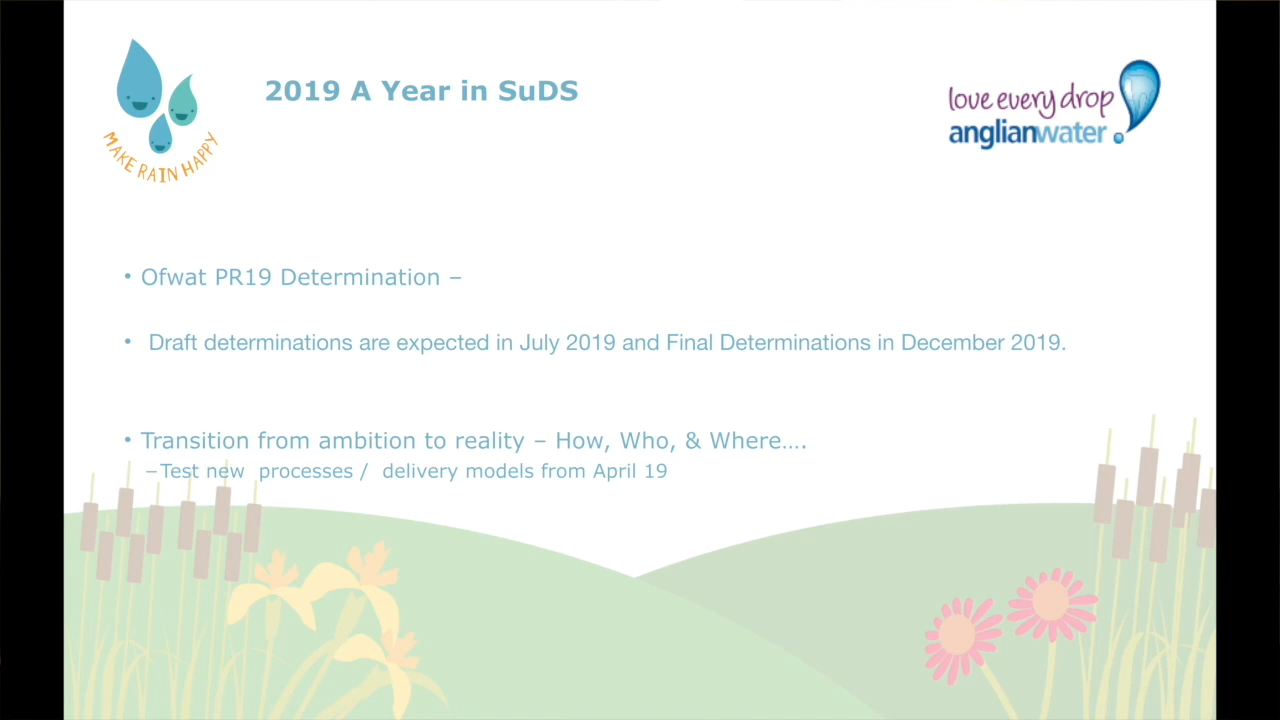 2019 A Year in SuDS
love every drop
anglianwater
MAKE RAIN HAPPY
• Ofwat PR19 Determination –
• Draft determinations are expected in July 2019 and Final Determinations in December 2019.
• Transition from ambition to reality – How, Who, & Where....
–Test new processes / delivery models from April 19